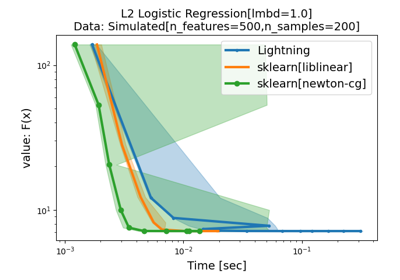 L2 Logistic Regression[lmbd=1.0]
Data: Simulated[n_features=500,n_samples=200]
Lightning
sklearn[liblinear]
sklearn[newton-cg]
value: F(x)
10²
10¹
10⁻³
10⁻²
10⁻¹
Time [sec]